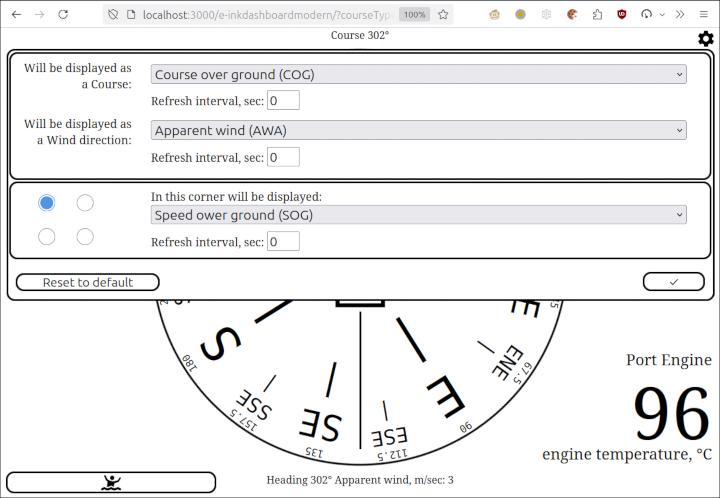 localhost:3000/e-inkdashboardmodern/?courseTyp
100%
Course 302°
Will be displayed as
a Course:
Course over ground (COG)
Refresh interval, sec: 0
Will be displayed as
a Wind direction:
Apparent wind (AWA)
Refresh interval, sec: 0
In this corner will be displayed:
Speed ower ground (SOG)
Refresh interval, sec: 0
Reset to default
S
180
SSE
157.5
SE
135
ESE
112.5
E
90
ENE
67.5
E
Port Engine
96
engine temperature, °C
Heading 302° Apparent wind, m/sec: 3